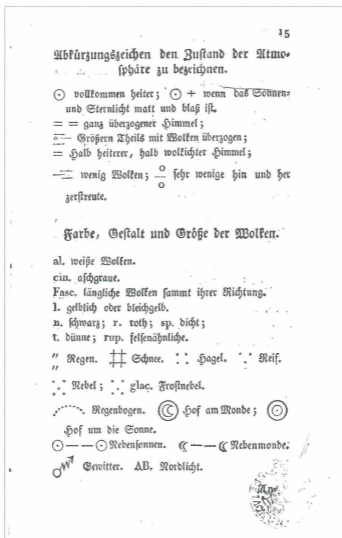 15
Abkürzungszeichen den Zustand der Atmo-
sphäre zu bezeichnen.
☉ vollkommen heiter; ☉ + wenn das Sonnen-
und Sternlicht matt und blaß ist.
= = ganz überzogener Himmel;
Größern Theils mit Wolken überzogen;
= Halb heiterer, halb wolkichter Himmel;
wenig Wolken; sehr wenige hin und her
zerstreute.
Farbe, Gestalt und Größe der Wolken.
al. weiße Wolken.
cin. aschgraue.
Fasc. längliche Wolken sammt ihrer Richtung.
l. gelblich oder bleichgelb.
n. schwarz; r. roth; sp. dicht;
t. dünne; rup. felsenähnliche.
Regen. Schnee. Hagel. Reif.
Nebel; glac. Frostnebel.
Regenbogen. Hof am Monde;
Hof um die Sonne.
☉——☉ Nebensonnen. ☾——☾ Nebenmonde.
Gewitter. AB. Nordlicht.